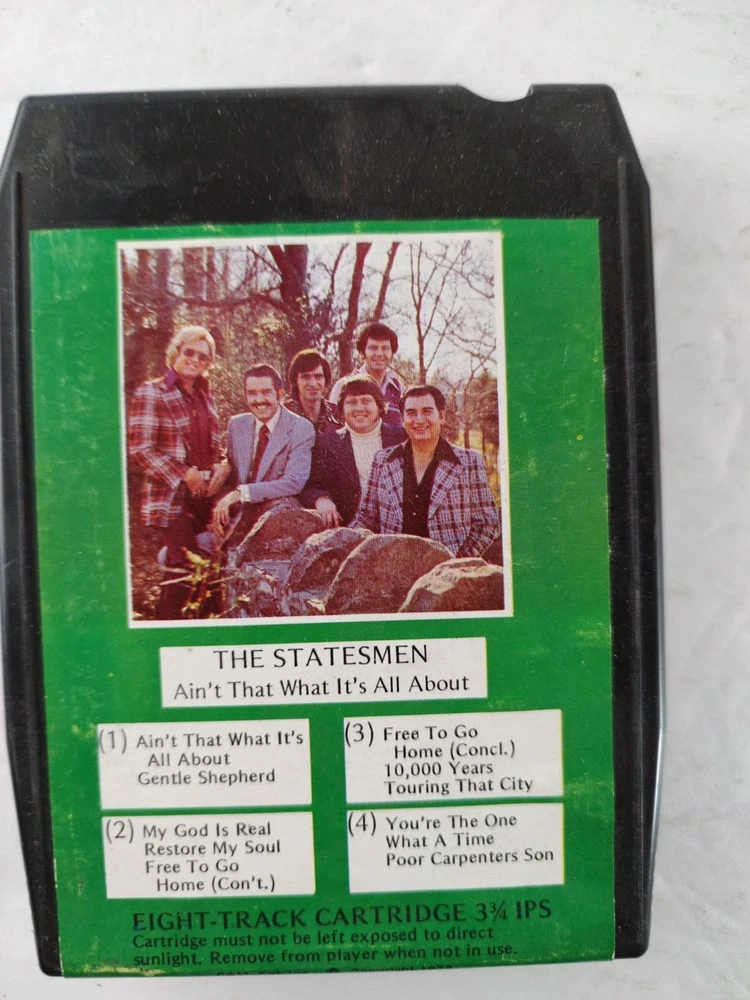 THE STATESMEN
Ain't That What It's All About
(1) Ain't That What It's
All About
Gentle Shepherd
(2) My God Is Real
Restore My Soul
Free To Go
Home (Con't.)
(3) Free To Go
Home (Concl.)
10,000 Years
Touring That City
(4) You're The One
What A Time
Poor Carpenters Son
EIGHT-TRACK CARTRIDGE 3¾ IPS
Cartridge must not be left exposed to direct
sunlight. Remove from player when not in use.
Copyright